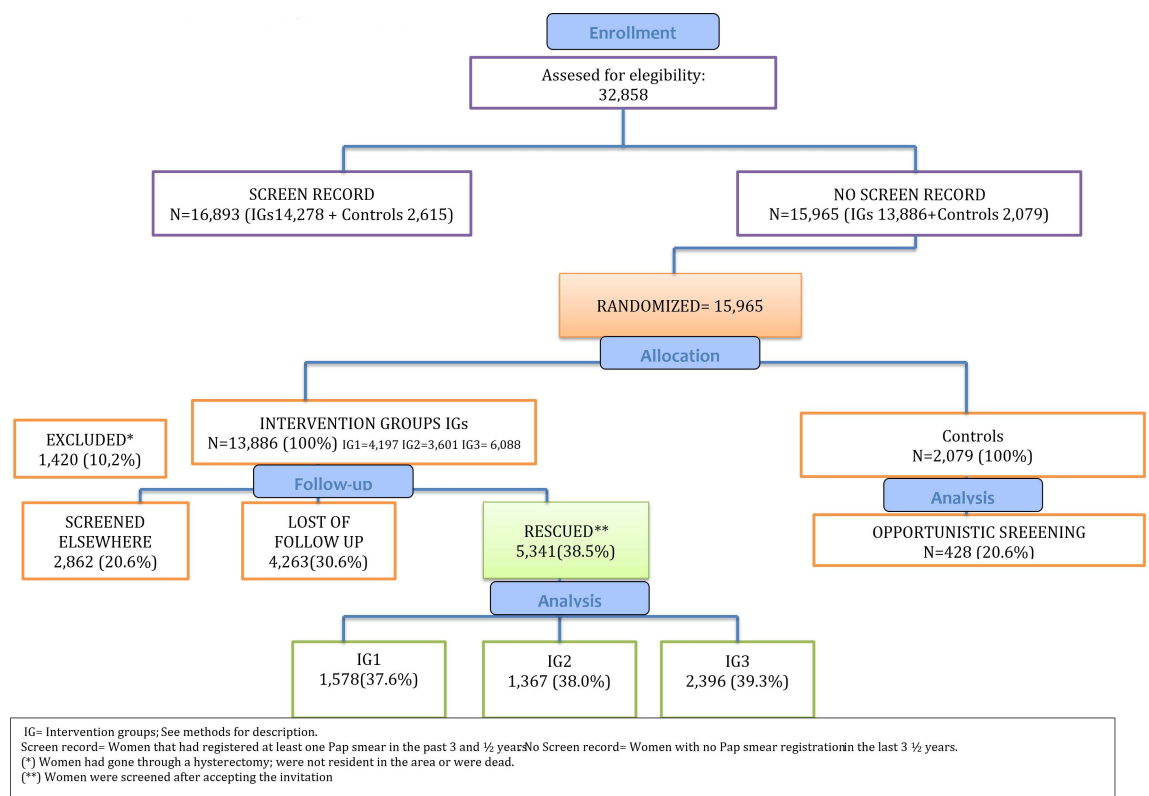 Enrollment
Assesed for elegibility:
32,858
SCREEN RECORD
N=16,893 (IGs14,278 + Controls 2,615)
NO SCREEN RECORD
N=15,965 (IGs 13,886+Controls 2,079)
RANDOMIZED= 15,965
Allocation
INTERVENTION GROUPS IGs
N=13,886 (100%) IG1=4,197 IG2=3,601 IG3= 6,088
EXCLUDED*
1,420 (10,2%)
Controls
N=2,079 (100%)
Follow-up
Analysis
SCREENED
ELSEWHERE
2,862 (20.6%)
LOST OF
FOLLOW UP
4,263(30.6%)
RESCUED**
5,341(38.5%)
OPPORTUNISTIC SREENING
N=428 (20.6%)
Analysis
IG1
1,578(37.6%)
IG2
1,367 (38.0%)
IG3
2,396 (39.3%)
IG= Intervention groups; See methods for description.
Screen record= Women that had registered at least one Pap smear in the past 3 and ½ years. No Screen record= Women with no Pap smear registration in the last 3 ½ years.
(*) Women had gone through a hysterectomy; were not resident in the area or were dead.
(**) Women were screened after accepting the invitation